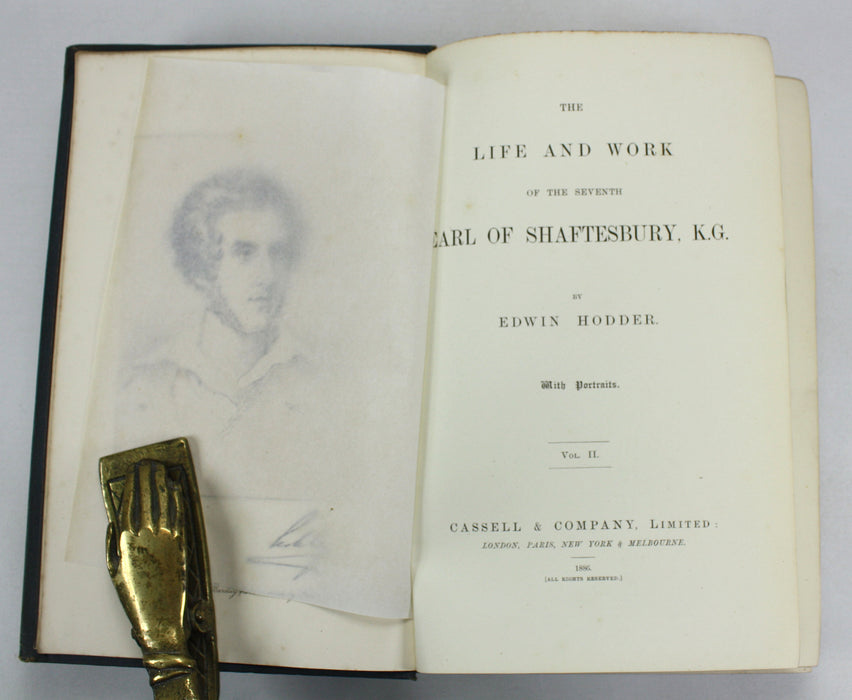 THE
LIFE AND WORK
OF THE SEVENTH
EARL OF SHAFTESBURY, K.G.
BY
EDWIN HODDER.
With Portraits.
VOL. II.
CASSELL & COMPANY, LIMITED:
LONDON, PARIS, NEW YORK & MELBOURNE.
1886.
[ALL RIGHTS RESERVED.]